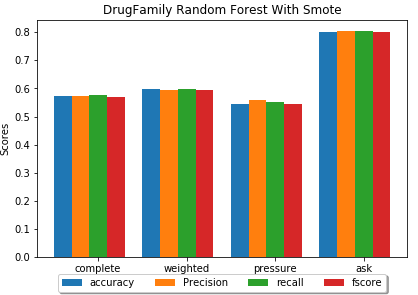 DrugFamily Random Forest With Smote
0.8
0.7
0.6
0.5
0.4
0.3
0.2
0.1
0.0
Scores
complete weighted pressure ask
accuracy Precision recall fscore